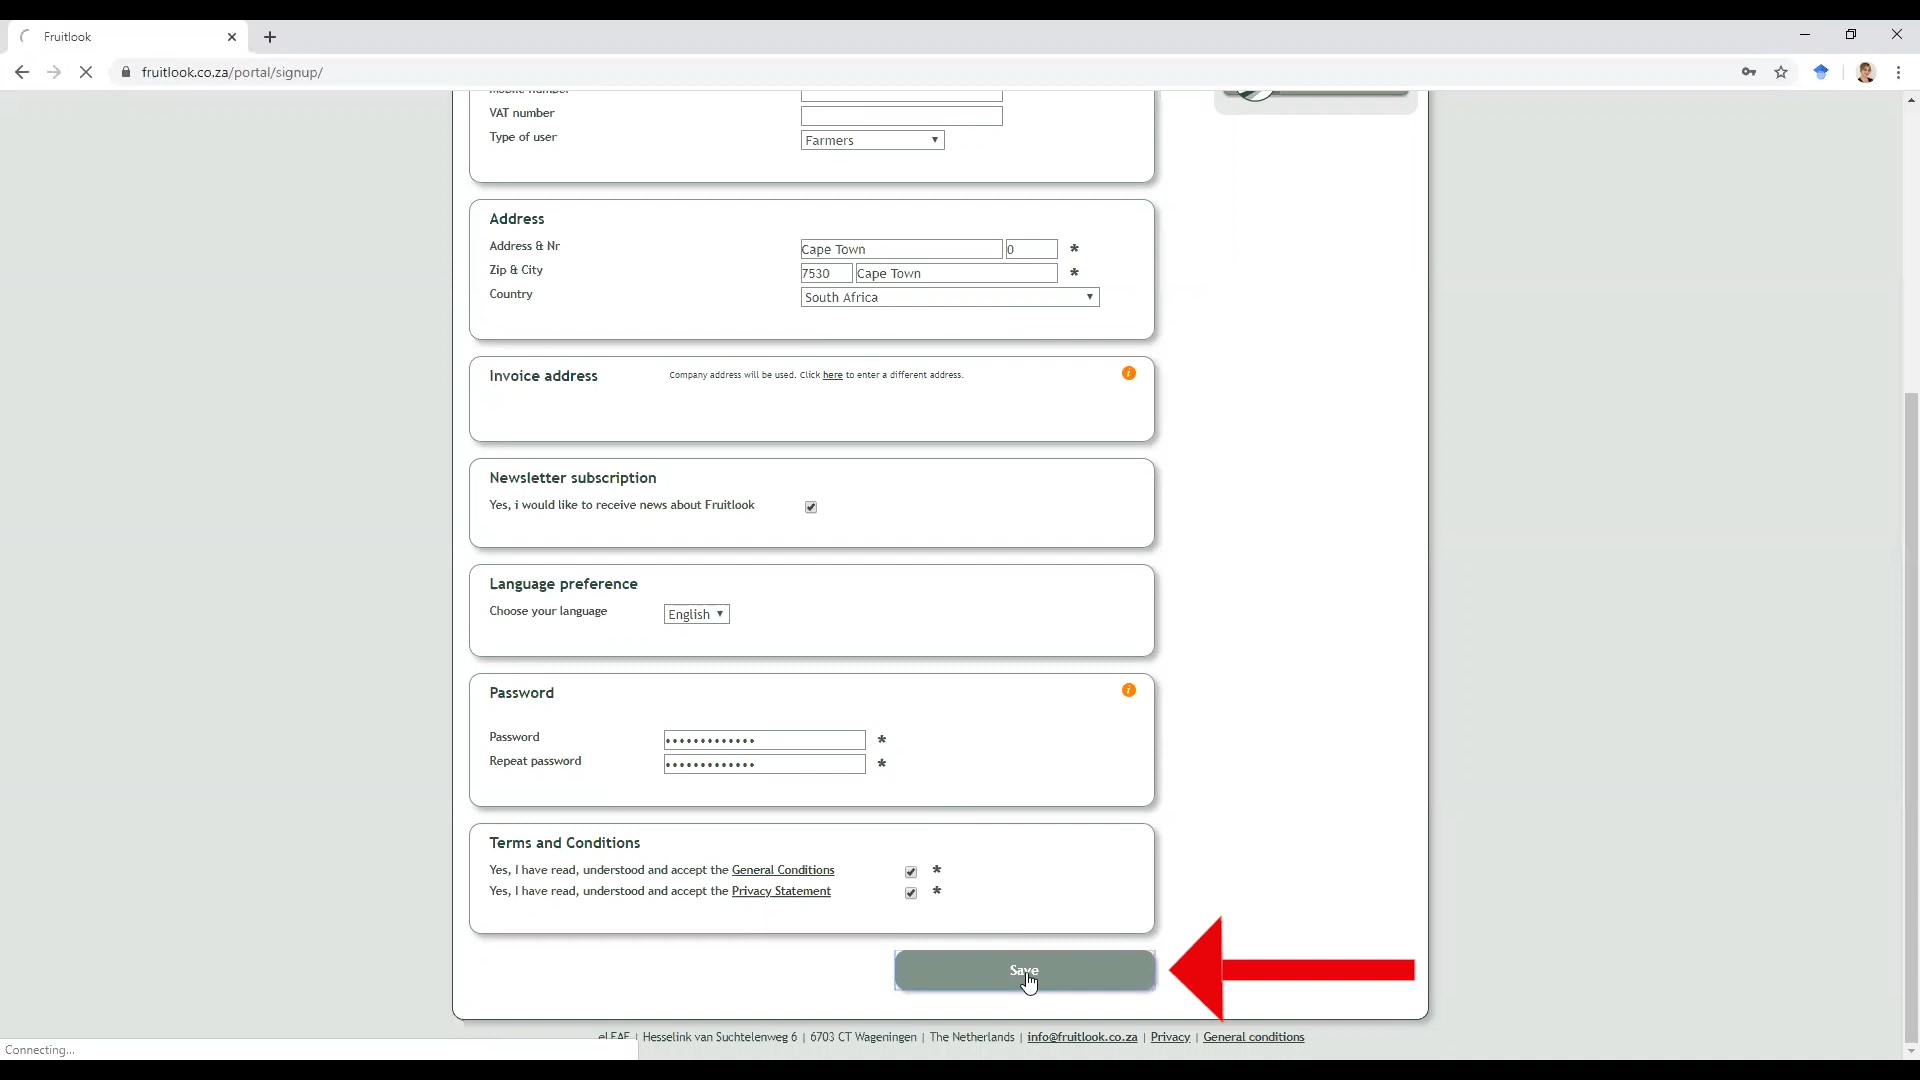 Fruitlook
fruitlook.co.za/portal/signup/
Mobile number
VAT number
Type of user
Farmers
Address
Address & Nr
Cape Town
0
*
Zip & City
7530
Cape Town
*
Country
South Africa
Invoice address
Company address will be used. Click here to enter a different address.
i
Newsletter subscription
Yes, i would like to receive news about Fruitlook
Language preference
Choose your language
English
Password
i
Password
*
Repeat password
*
Terms and Conditions
Yes, I have read, understood and accept the General Conditions
*
Yes, I have read, understood and accept the Privacy Statement
*
Save
eLEAF | Hesselink van Suchtelenweg 6 | 6703 CT Wageningen | The Netherlands | info@fruitlook.co.za | Privacy | General conditions
Connecting...